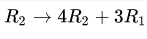 R₂ → 4R₂ + 3R₁